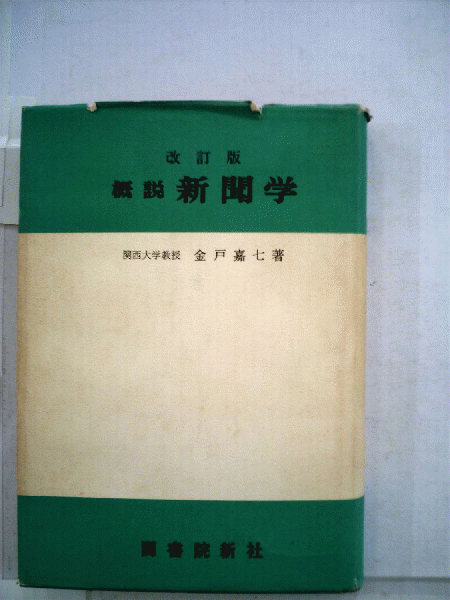 改訂版
概説 新聞学
関西大学教授 金戸嘉七著
關書院新社